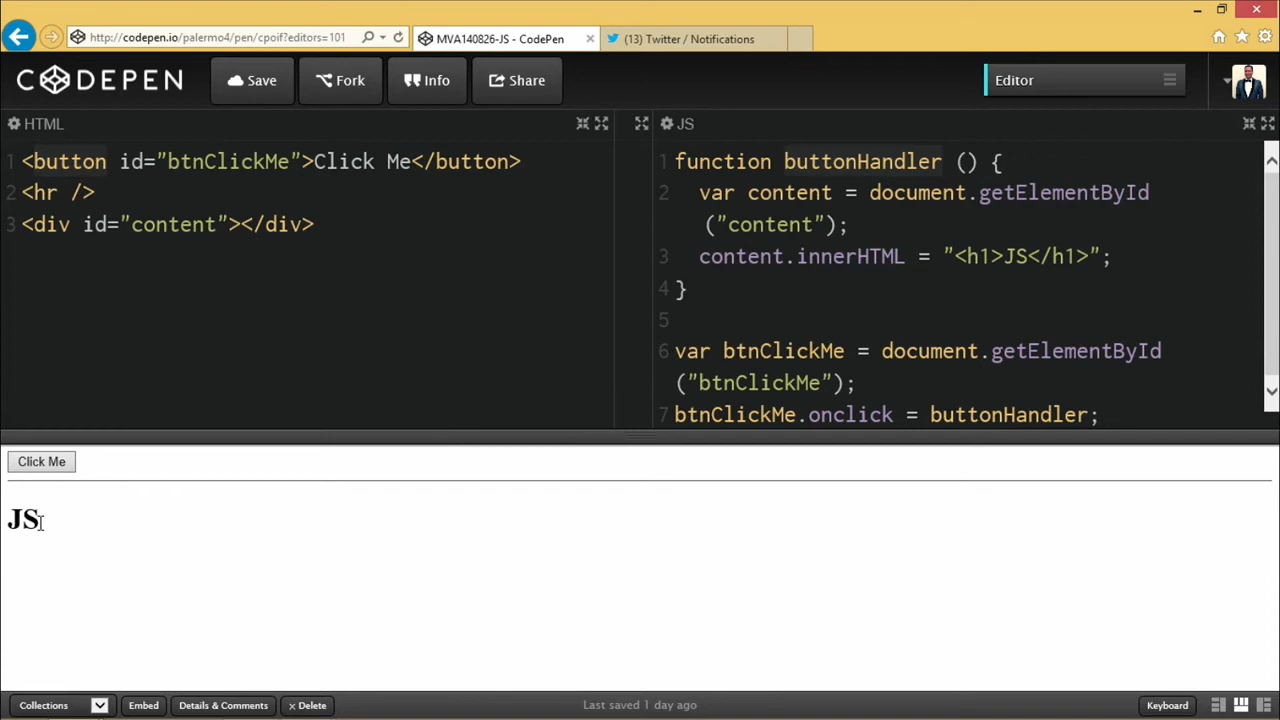 http://codepen.io/palermo4/pen/cpoif?editors=101
MVA140826-JS - CodePen
(13) Twitter / Notifications
CODEPEN
Save
Fork
Info
Share
Editor
HTML
1 <button id="btnClickMe">Click Me</button>
2 <hr />
3 <div id="content"></div>
JS
1 function buttonHandler () {
2 var content = document.getElementById
("content");
3 content.innerHTML = "<h1>JS</h1>";
4 }
5
6 var btnClickMe = document.getElementById
("btnClickMe");
7 btnClickMe.onclick = buttonHandler;
Click Me
JS
Collections
Embed
Details & Comments
× Delete
Last saved 1 day ago
Keyboard